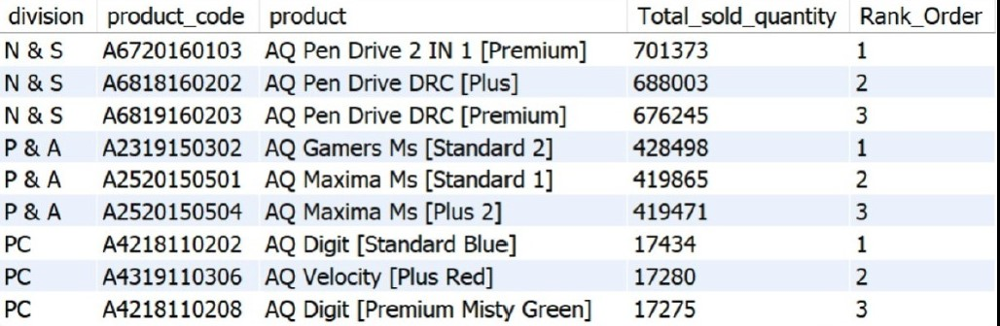 division product_code product Total_sold_quantity Rank_Order
N & S A6720160103 AQ Pen Drive 2 IN 1 [Premium] 701373 1
N & S A6818160202 AQ Pen Drive DRC [Plus] 688003 2
N & S A6819160203 AQ Pen Drive DRC [Premium] 676245 3
P & A A2319150302 AQ Gamers Ms [Standard 2] 428498 1
P & A A2520150501 AQ Maxima Ms [Standard 1] 419865 2
P & A A2520150504 AQ Maxima Ms [Plus 2] 419471 3
PC A4218110202 AQ Digit [Standard Blue] 17434 1
PC A4319110306 AQ Velocity [Plus Red] 17280 2
PC A4218110208 AQ Digit [Premium Misty Green] 17275 3